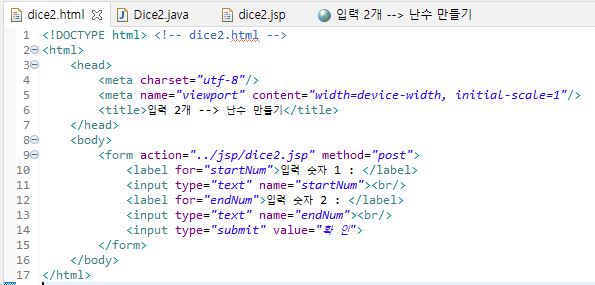 dice2.html Dice2.java dice2.jsp 입력 2개 --> 난수 만들기
1 <!DOCTYPE html> <!-- dice2.html -->
2 <html>
3 <head>
4 <meta charset="utf-8"/>
5 <meta name="viewport" content="width=device-width, initial-scale=1"/>
6 <title>입력 2개 --> 난수 만들기</title>
7 </head>
8 <body>
9 <form action="../jsp/dice2.jsp" method="post">
10 <label for="startNum">입력 숫자 1 : </label>
11 <input type="text" name="startNum"><br/>
12 <label for="endNum">입력 숫자 2 : </label>
13 <input type="text" name="endNum"><br/>
14 <input type="submit" value="확 인">
15 </form>
16 </body>
17 </html>